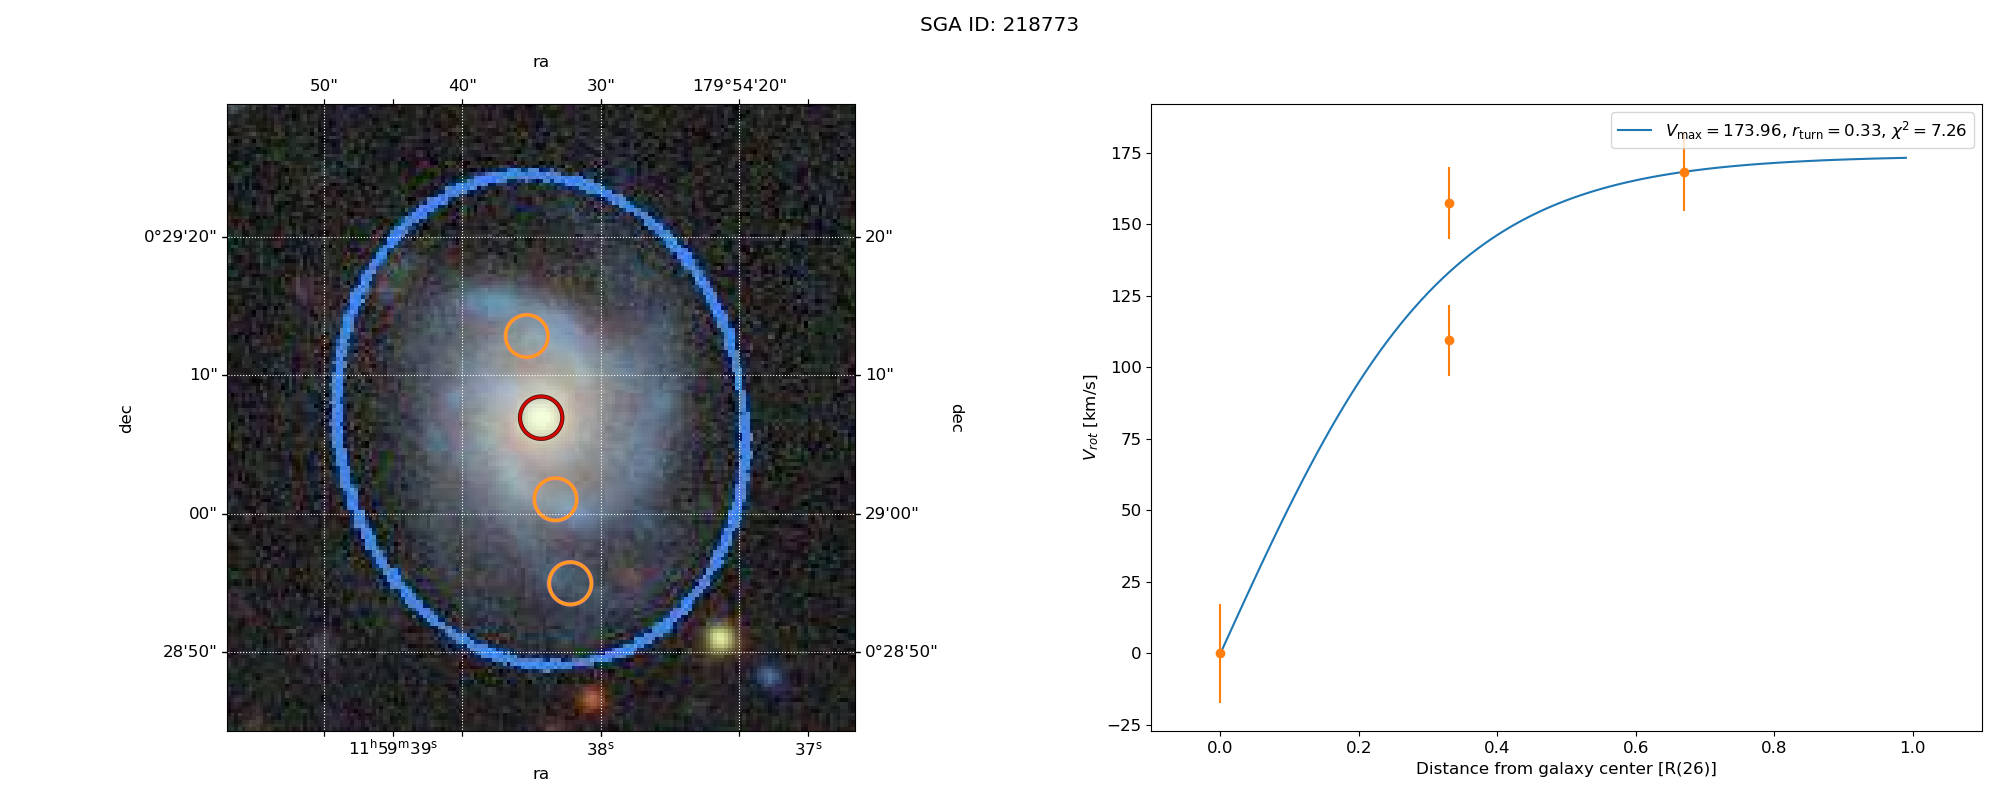 SGA ID: 218773
ra
50" 40" 30" 179°54'20"
0°29'20" 20"
10" 10"
dec dec
00" 29'00"
28'50" 0°28'50"
11ʰ59ᵐ39ˢ 38ˢ 37ˢ
ra
V_max = 173.96, r_turn = 0.33, χ² = 7.26
175
150
125
100
75
50
25
0
−25
V_rot [km/s]
0.0 0.2 0.4 0.6 0.8 1.0
Distance from galaxy center [R(26)]